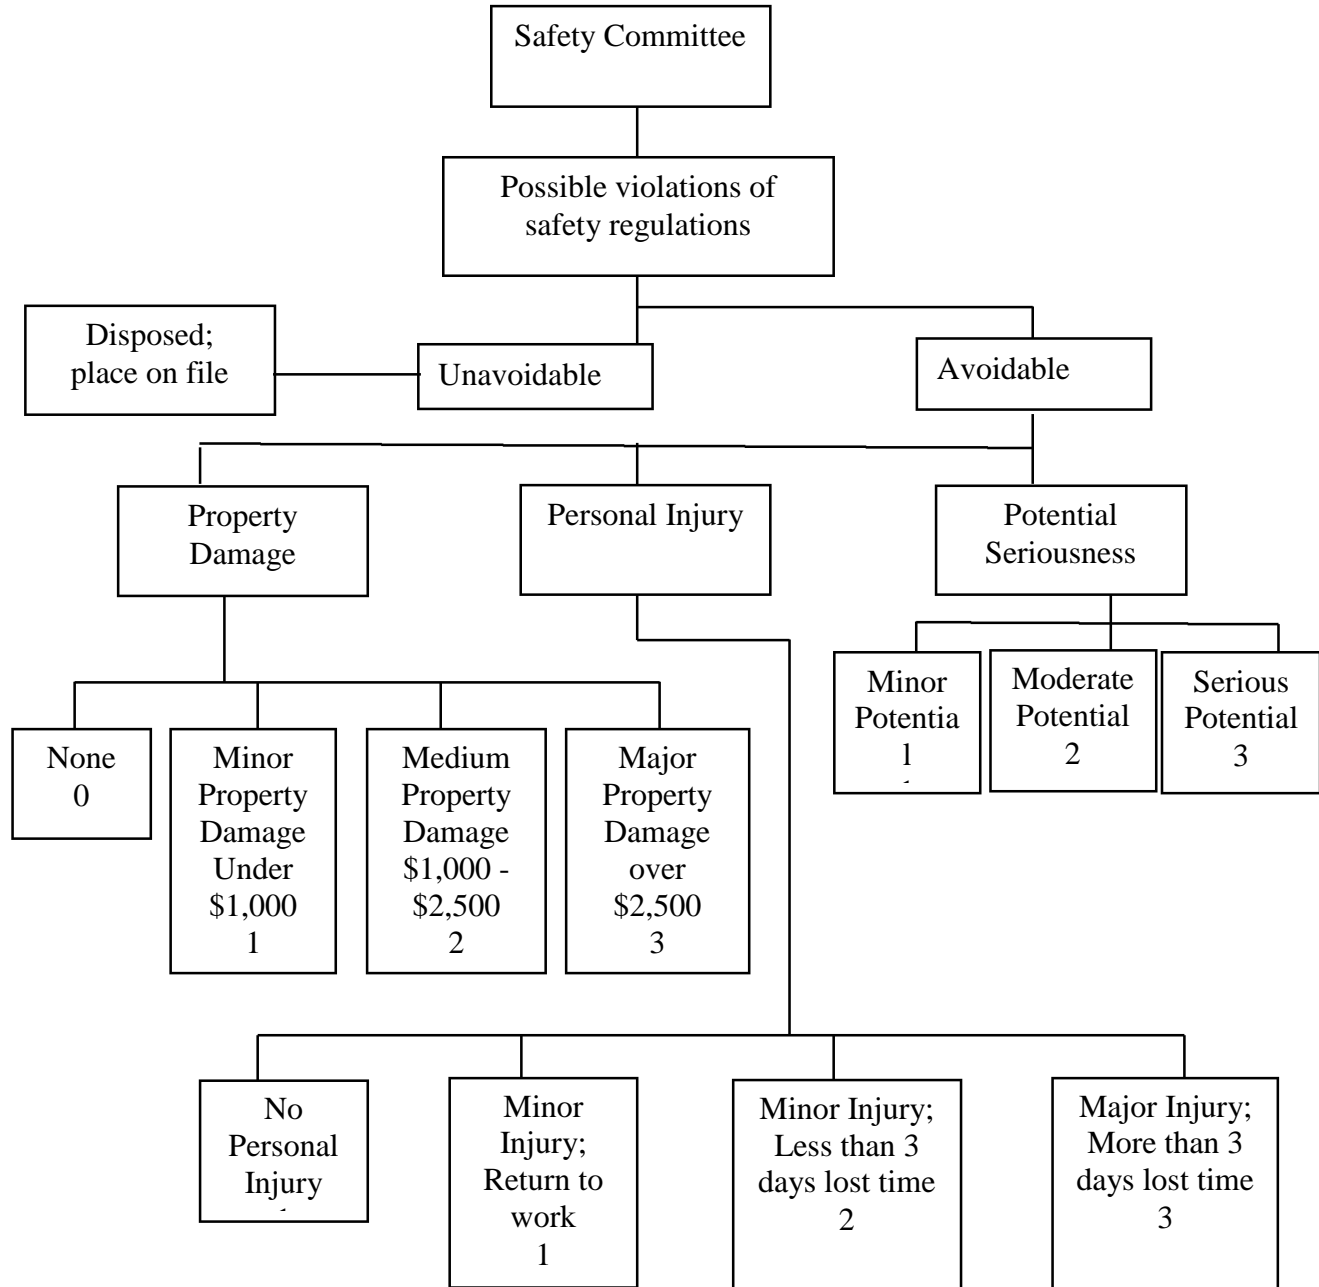 Safety Committee
Possible violations of
safety regulations
Disposed;
place on file
Unavoidable
Avoidable
Property
Damage
Personal Injury
Potential
Seriousness
Minor
Potentia
l
Moderate
Potential
2
Serious
Potential
3
None
0
Minor
Property
Damage
Under
$1,000
1
Medium
Property
Damage
$1,000 -
$2,500
2
Major
Property
Damage
over
$2,500
3
No
Personal
Injury
Minor
Injury;
Return to
work
1
Minor Injury;
Less than 3
days lost time
2
Major Injury;
More than 3
days lost time
3